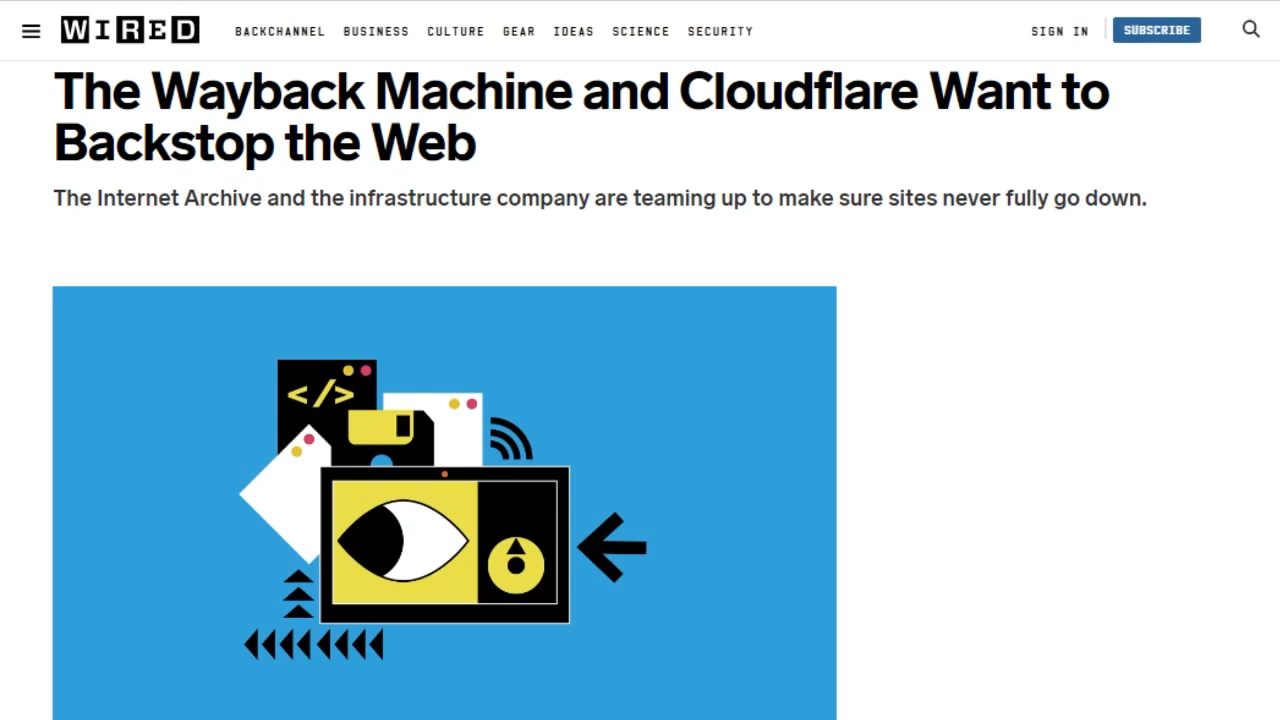 WIRED BACKCHANNEL BUSINESS CULTURE GEAR IDEAS SCIENCE SECURITY SIGN IN SUBSCRIBE
The Wayback Machine and Cloudflare Want to
Backstop the Web
The Internet Archive and the infrastructure company are teaming up to make sure sites never fully go down.
</>